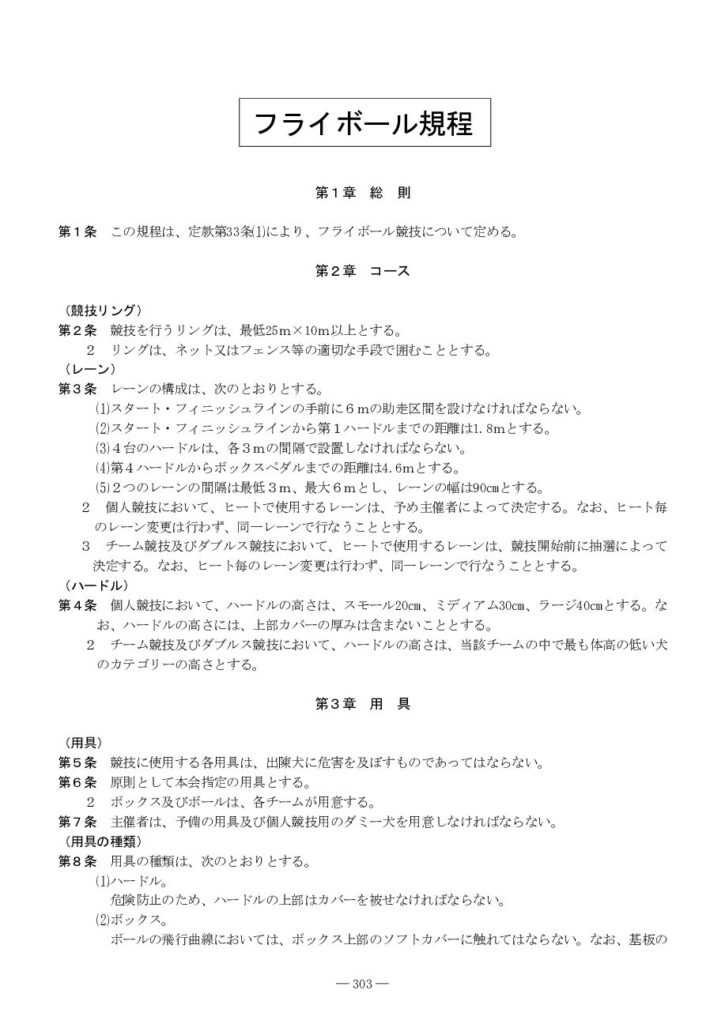 フライボール規程
第1章　総　則
第1条　この規程は、定款第33条(1)により、フライボール競技について定める。
第2章　コース
（競技リング）
第2条　競技を行うリングは、最低25m×10m以上とする。
2　リングは、ネット又はフェンス等の適切な手段で囲むこととする。
（レーン）
第3条　レーンの構成は、次のとおりとする。
(1)スタート・フィニッシュラインの手前に6mの助走区間を設けなければならない。
(2)スタート・フィニッシュラインから第1ハードルまでの距離は1.8mとする。
(3)4台のハードルは、各3mの間隔で設置しなければならない。
(4)第4ハードルからボックスペダルまでの距離は4.6mとする。
(5)2つのレーンの間隔は最低3m、最大6mとし、レーンの幅は90㎝とする。
2　個人競技において、ヒートで使用するレーンは、予め主催者によって決定する。なお、ヒート毎
のレーン変更は行わず、同一レーンで行なうこととする。
3　チーム競技及びダブルス競技において、ヒートで使用するレーンは、競技開始前に抽選によって
決定する。なお、ヒート毎のレーン変更は行わず、同一レーンで行なうこととする。
（ハードル）
第4条　個人競技において、ハードルの高さは、スモール20㎝、ミディアム30㎝、ラージ40㎝とする。な
お、ハードルの高さには、上部カバーの厚みは含まないこととする。
2　チーム競技及びダブルス競技において、ハードルの高さは、当該チームの中で最も体高の低い犬
のカテゴリーの高さとする。
第3章　用　具
（用具）
第5条　競技に使用する各用具は、出陳犬に危害を及ぼすものであってはならない。
第6条　原則として本会指定の用具とする。
2　ボックス及びボールは、各チームが用意する。
第7条　主催者は、予備の用具及び個人競技用のダミー犬を用意しなければならない。
（用具の種類）
第8条　用具の種類は、次のとおりとする。
(1)ハードル。
危険防止のため、ハードルの上部はカバーを被せなければならない。
(2)ボックス。
ボールの飛行曲線においては、ボックス上部のソフトカバーに触れてはならない。なお、基板の
― 303 ―